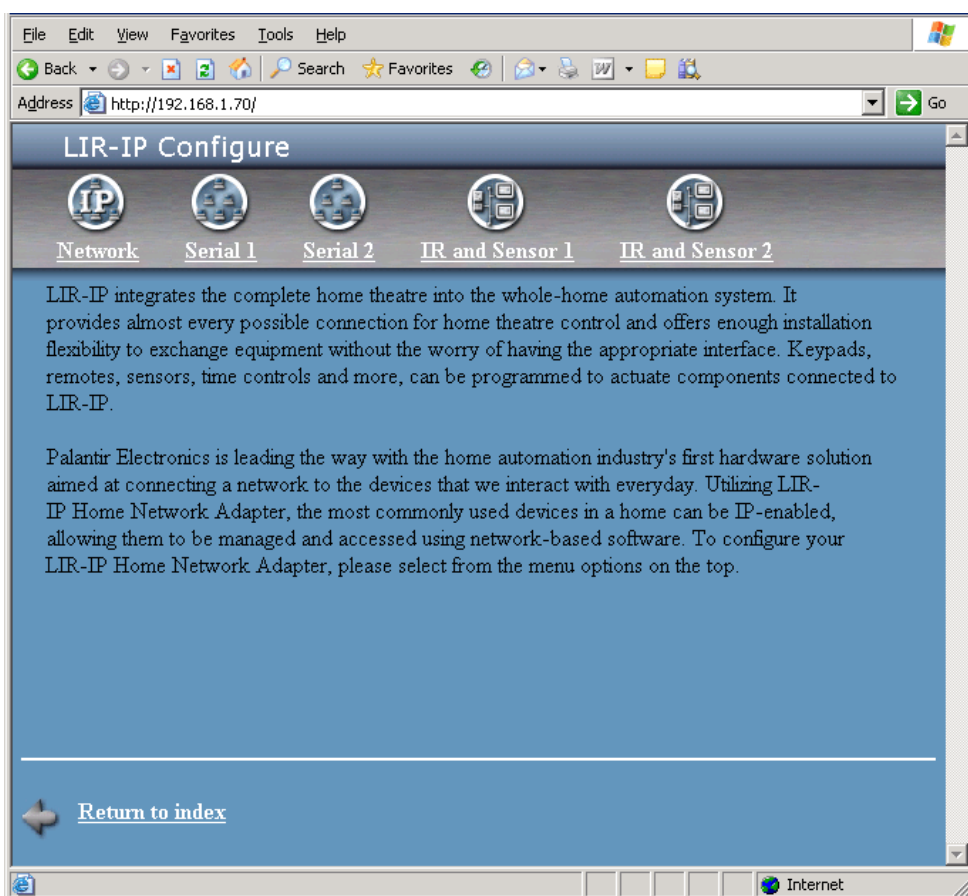 File Edit View Favorites Tools Help
Back Search Favorites
Address http://192.168.1.70/ Go
LIR-IP Configure
IP
Network Serial 1 Serial 2 IR and Sensor 1 IR and Sensor 2
LIR-IP integrates the complete home theatre into the whole-home automation system. It
provides almost every possible connection for home theatre control and offers enough installation
flexibility to exchange equipment without the worry of having the appropriate interface. Keypads,
remotes, sensors, time controls and more, can be programmed to actuate components connected to
LIR-IP.
Palantir Electronics is leading the way with the home automation industry's first hardware solution
aimed at connecting a network to the devices that we interact with everyday. Utilizing LIR-
IP Home Network Adapter, the most commonly used devices in a home can be IP-enabled,
allowing them to be managed and accessed using network-based software. To configure your
LIR-IP Home Network Adapter, please select from the menu options on the top.
Return to index
Internet